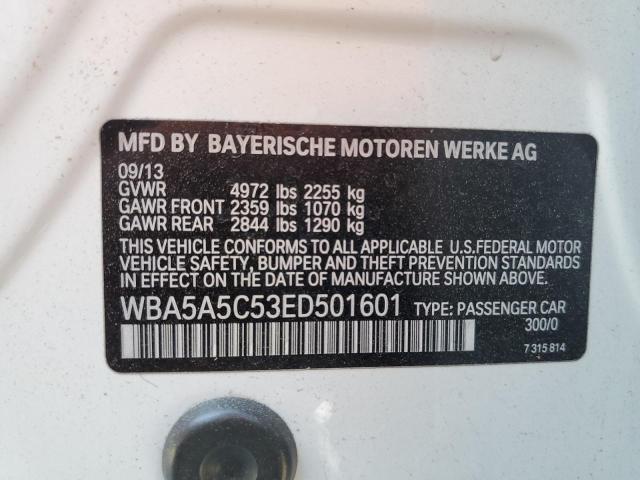 MFD BY BAYERISCHE MOTOREN WERKE AG
09/13
GVWR 4972 lbs 2255 kg
GAWR FRONT 2359 lbs 1070 kg
GAWR REAR 2844 lbs 1290 kg
THIS VEHICLE CONFORMS TO ALL APPLICABLE U.S.FEDERAL MOTOR
VEHICLE SAFETY, BUMPER AND THEFT PREVENTION STANDARDS
IN EFFECT ON THE DATE OF MANUFACTURE SHOWN ABOVE.
WBA5A5C53ED501601 TYPE: PASSENGER CAR
300/0
7 315 814